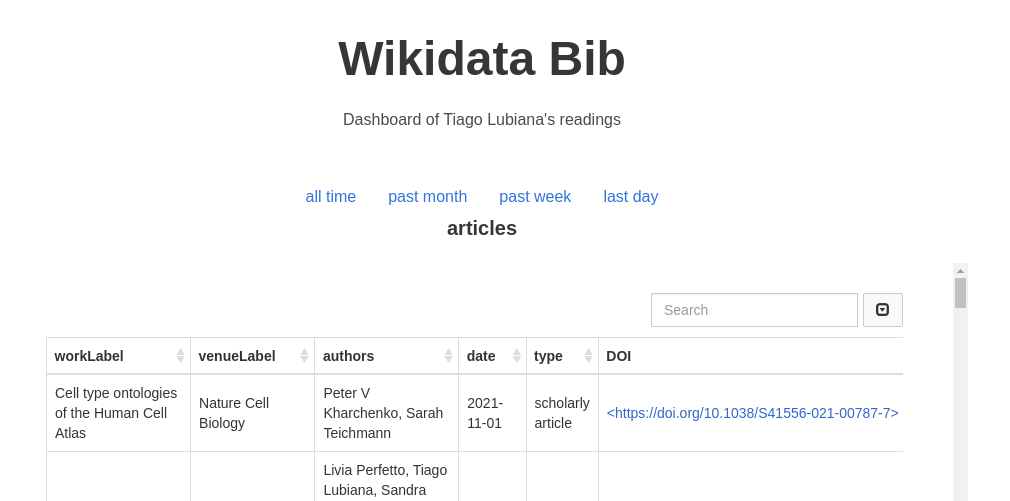 Wikidata Bib
Dashboard of Tiago Lubiana's readings
all time past month past week last day
articles
Search
workLabel venueLabel authors date type DOI
Cell type ontologies
of the Human Cell
Atlas
Nature Cell
Biology
Peter V
Kharchenko, Sarah
Teichmann
2021-
11-01
scholarly
article
<https://doi.org/10.1038/S41556-021-00787-7>
Livia Perfetto, Tiago
Lubiana, Sandra